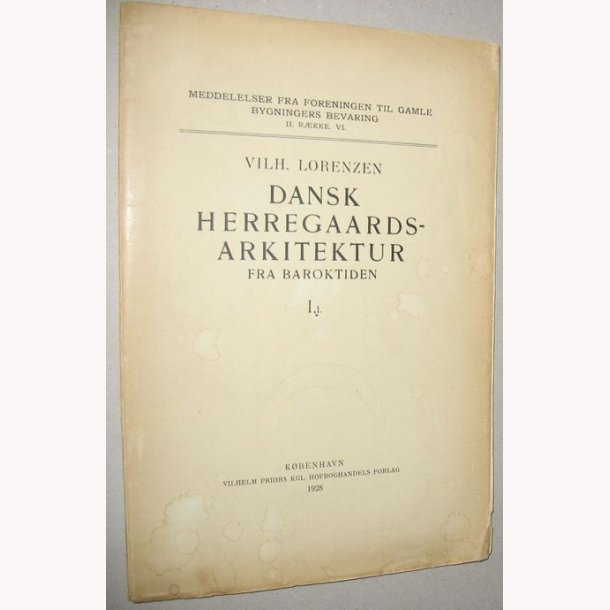 MEDDELELSER FRA FORENINGEN TIL GAMLE
BYGNINGERS BEVARING
II. RÆKKE. VI.
VILH. LORENZEN
DANSK
HERREGAARDS-
ARKITEKTUR
FRA BAROKTIDEN
I,1.
KØBENHAVN
VILHELM PRIORS KGL. HOFBOGHANDELS FORLAG
1928